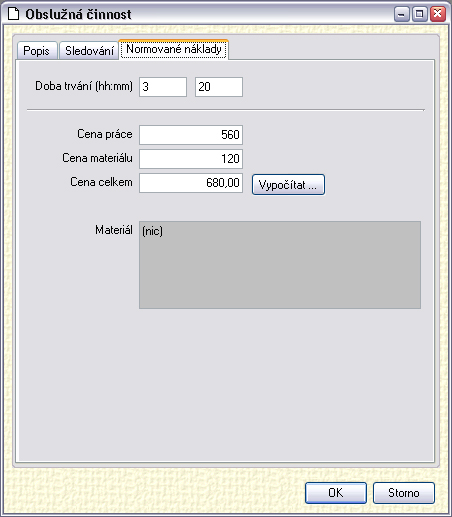 Obslužná činnost
Popis Sledování Normované náklady
Doba trvání (hh:mm) 3 20
Cena práce 560
Cena materiálu 120
Cena celkem 680,00 Vypočítat ...
Materiál (nic)
OK Storno